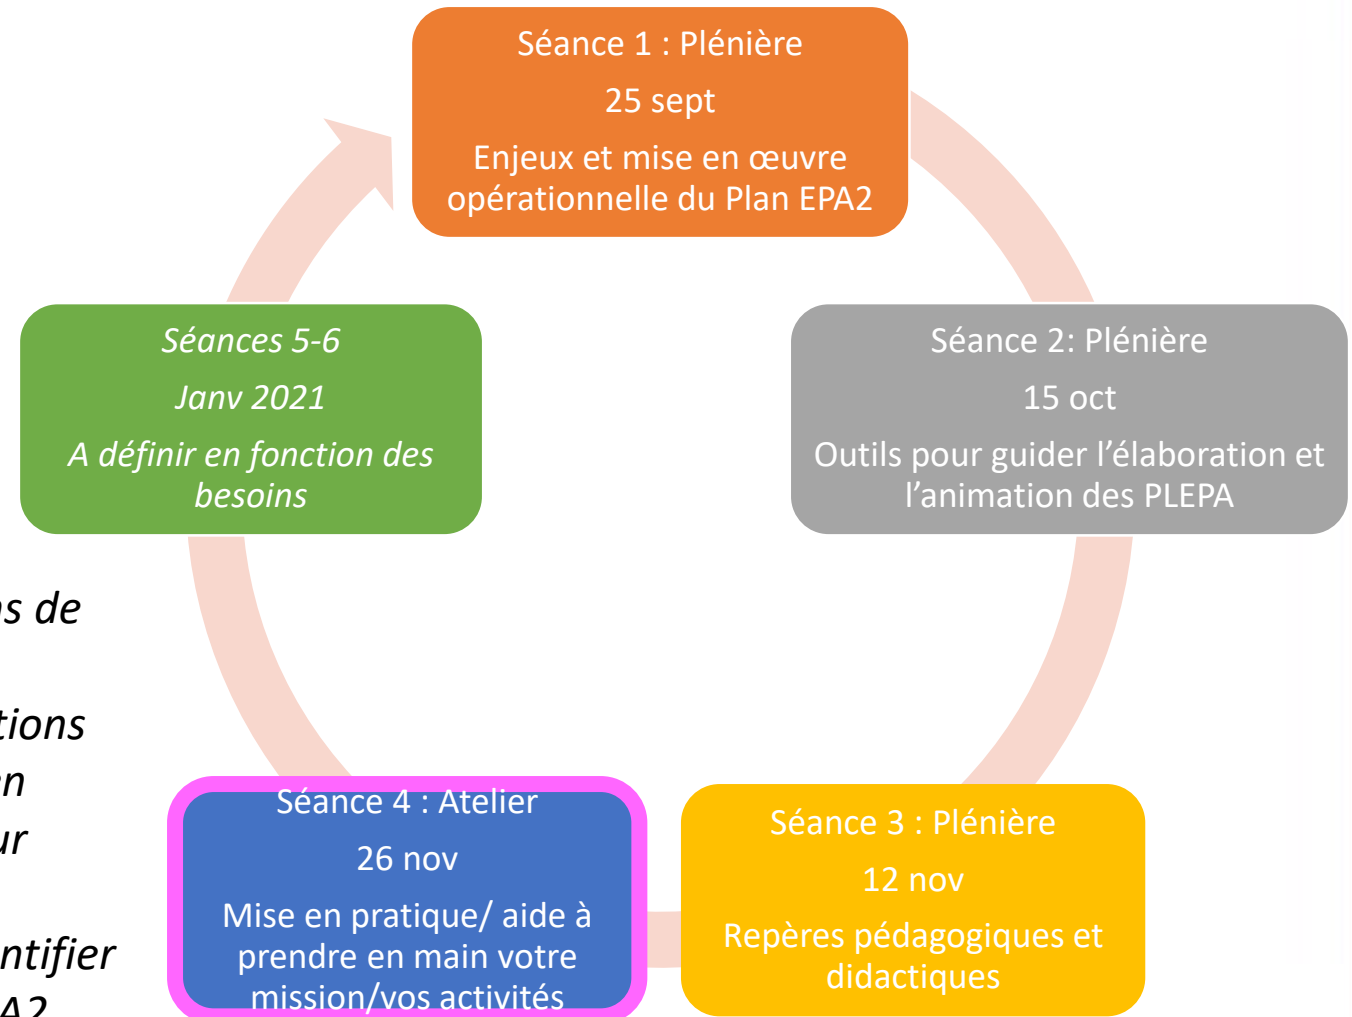 Séance 1 : Plénière
25 sept
Enjeux et mise en œuvre
opérationnelle du Plan EPA2
Séance 2: Plénière
15 oct
Outils pour guider l’élaboration et
l’animation des PLEPA
Séance 3 : Plénière
12 nov
Repères pédagogiques et
didactiques
Séance 4 : Atelier
26 nov
Mise en pratique/ aide à
prendre en main votre
mission/vos activités
Séances 5-6
Janv 2021
A définir en fonction des
besoins
de